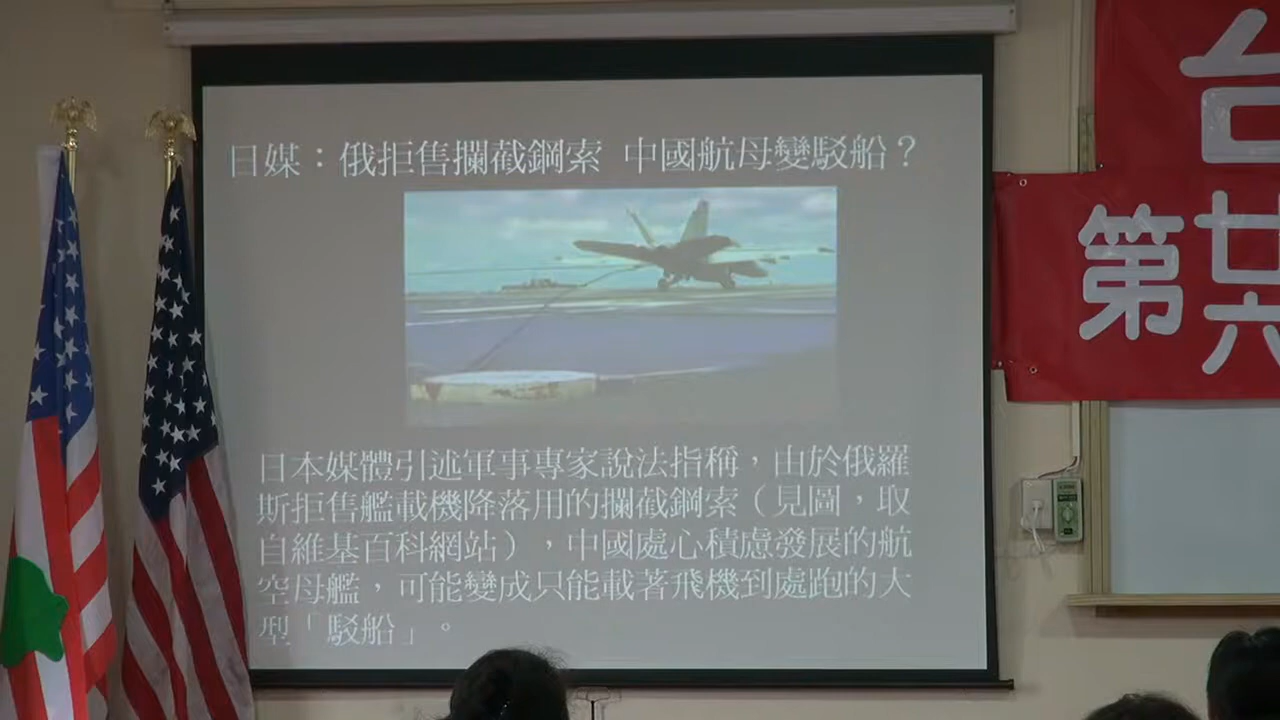 日媒：俄拒售攔截鋼索 中國航母變駁船？
日本媒體引述軍事專家說法指稱，由於俄羅
斯拒售艦載機降落用的攔截鋼索（見圖，取
自維基百科網站），中國處心積慮發展的航
空母艦，可能變成只能載著飛機到處跑的大
型「駁船」。
台
第廿六